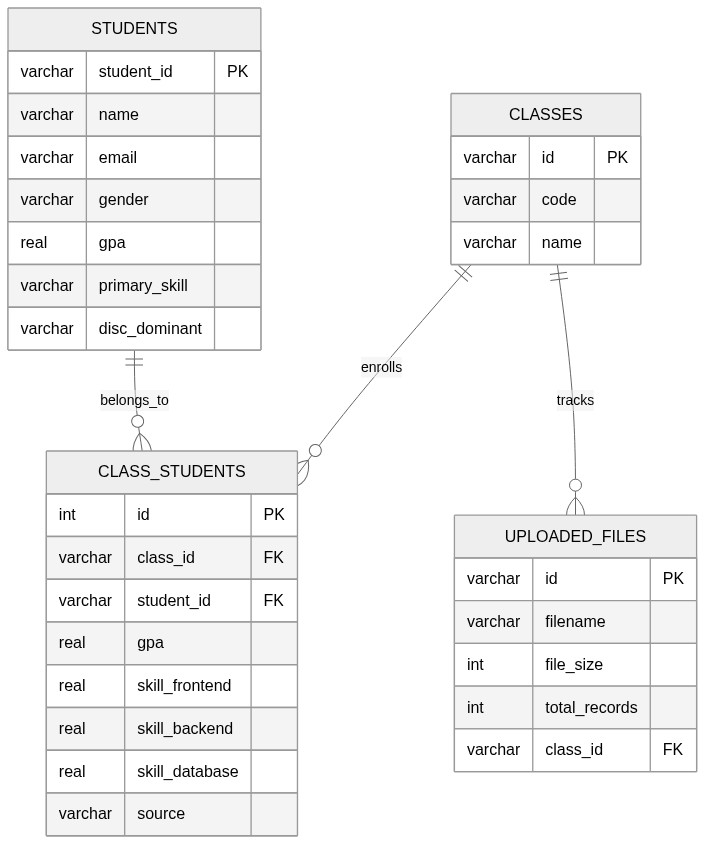 STUDENTS
varchar student_id PK
varchar name
varchar email
varchar gender
real gpa
varchar primary_skill
varchar disc_dominant
CLASSES
varchar id PK
varchar code
varchar name
belongs_to
enrolls
tracks
CLASS_STUDENTS
int id PK
varchar class_id FK
varchar student_id FK
real gpa
real skill_frontend
real skill_backend
real skill_database
varchar source
UPLOADED_FILES
varchar id PK
varchar filename
int file_size
int total_records
varchar class_id FK